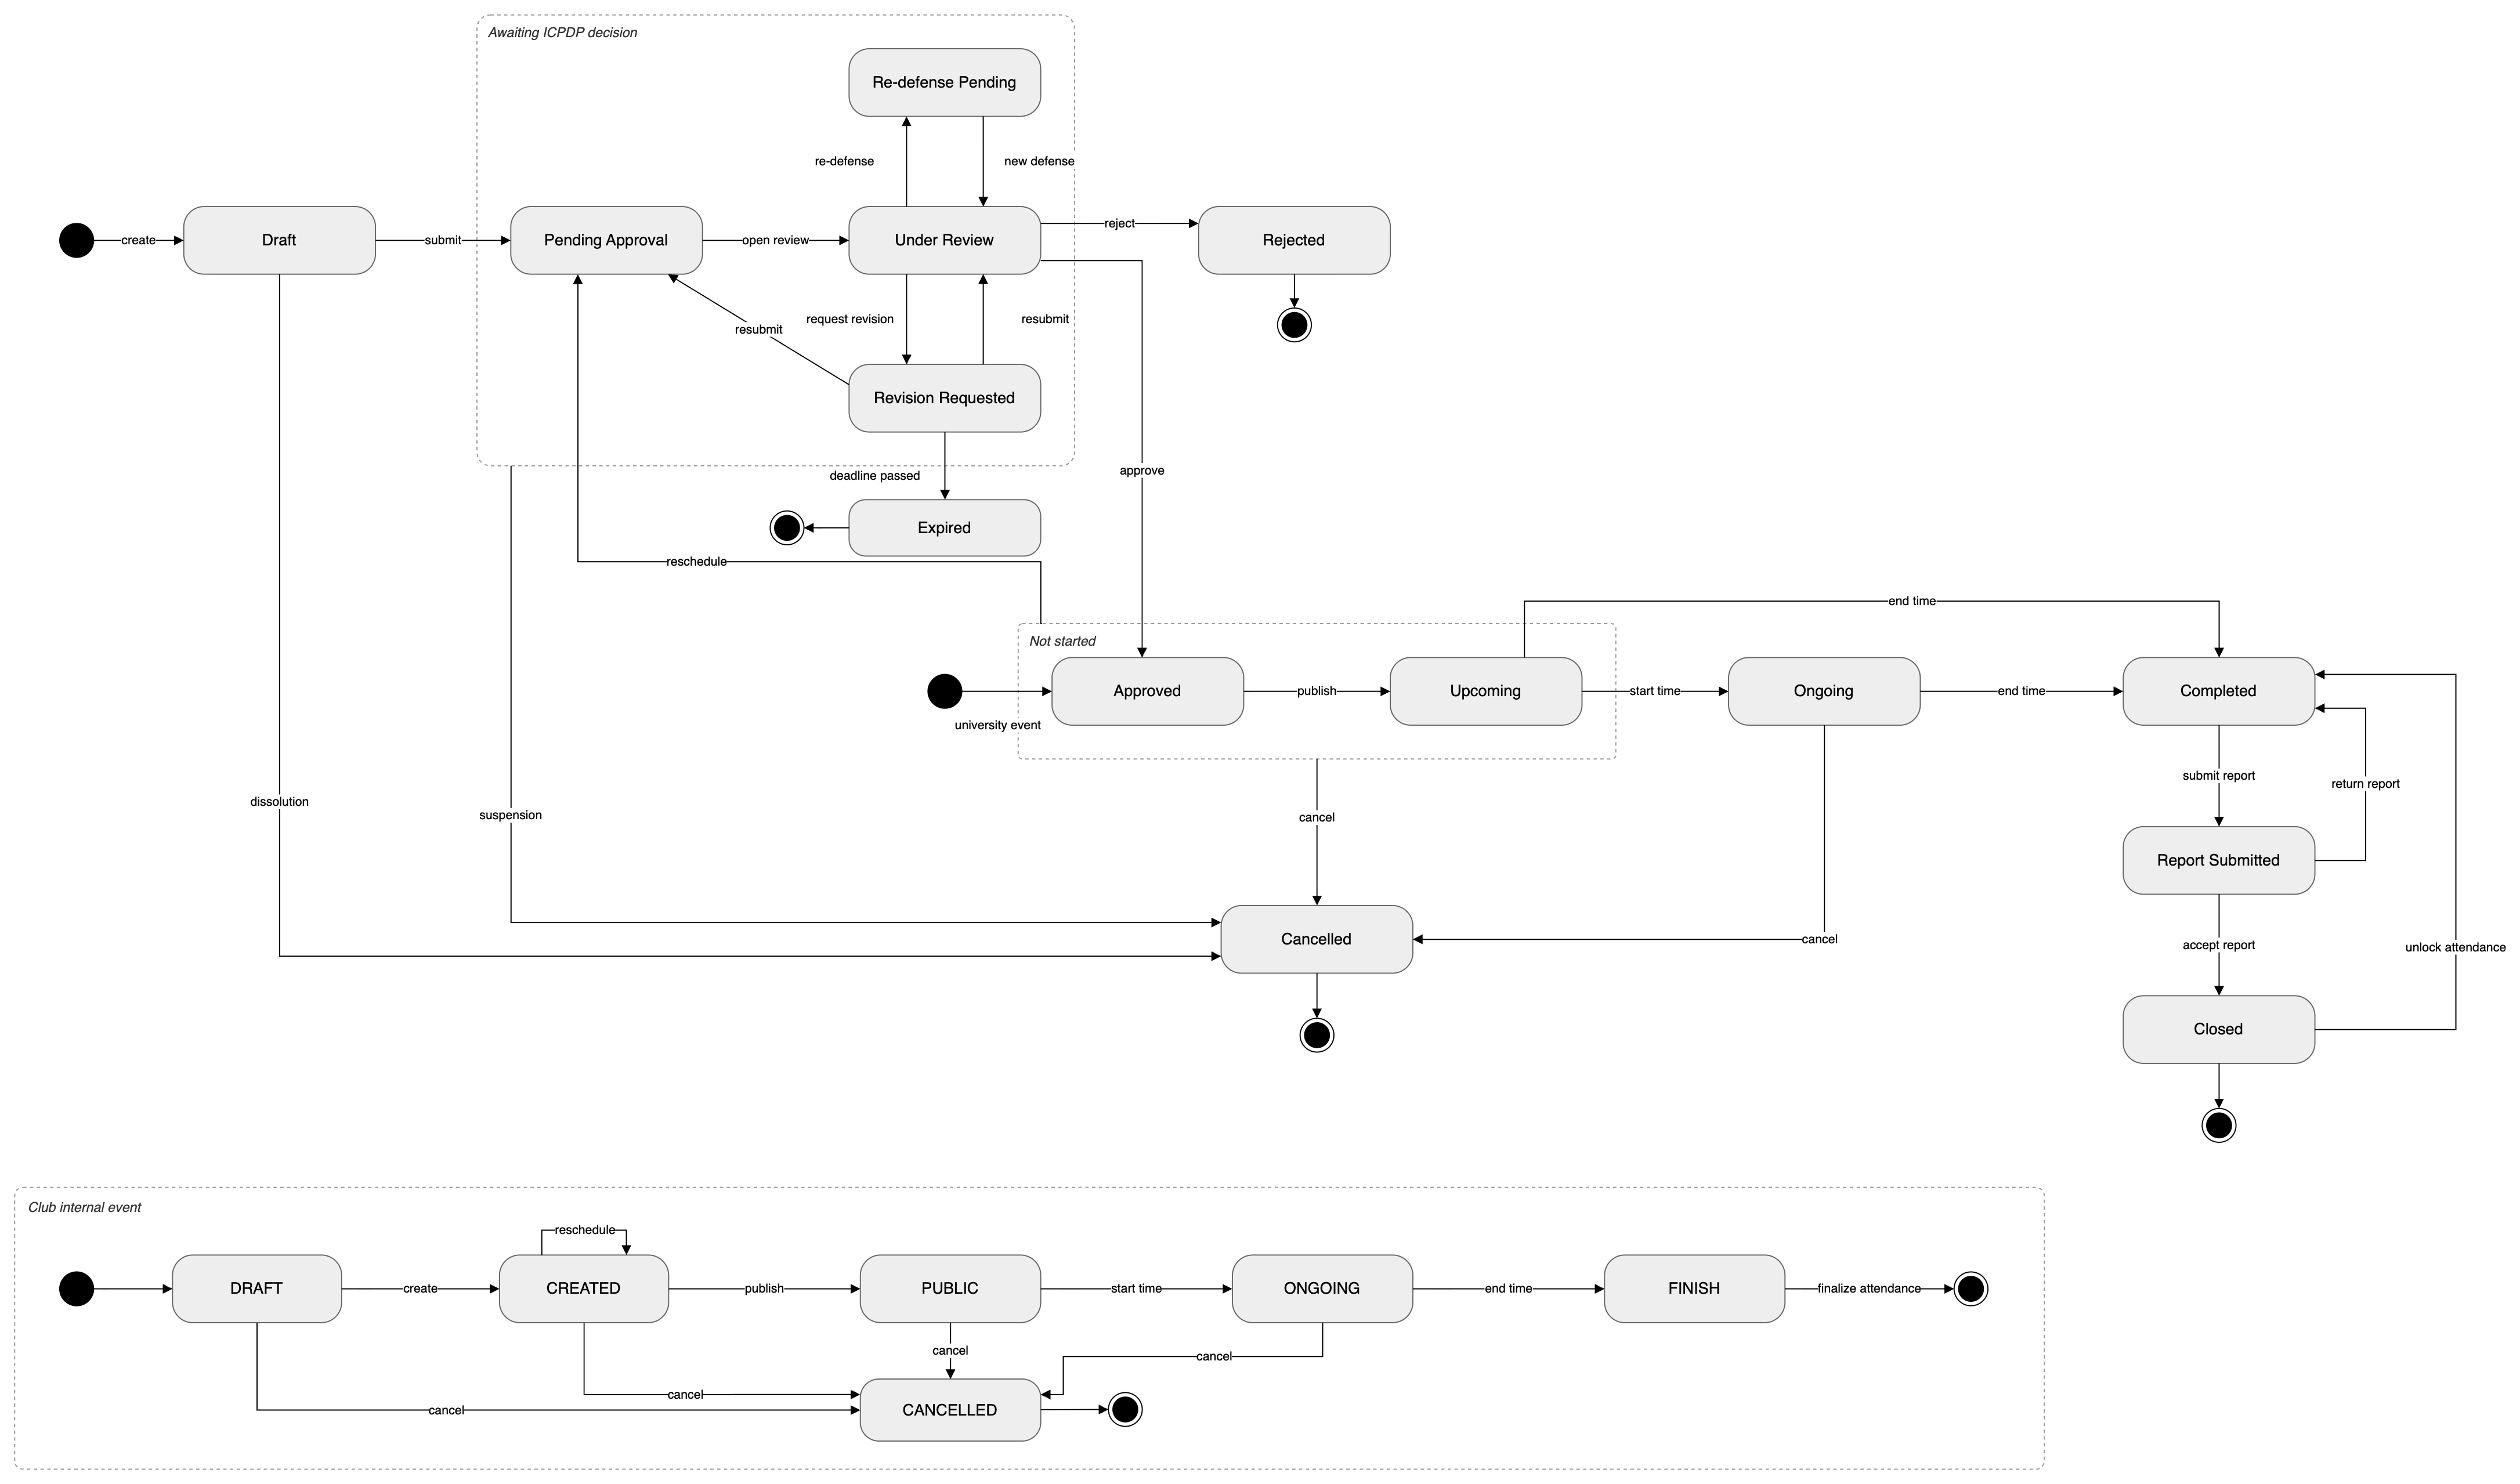 Awaiting ICPDP decision
Re-defense Pending
re-defense
new defense
create
Draft
submit
Pending Approval
open review
Under Review
reject
Rejected
resubmit
request revision
resubmit
Revision Requested
approve
deadline passed
Expired
reschedule
end time
Not started
university event
Approved
publish
Upcoming
start time
Ongoing
end time
Completed
submit report
return report
dissolution
suspension
cancel
Report Submitted
Cancelled
cancel
accept report
unlock attendance
Closed
Club internal event
reschedule
DRAFT
create
CREATED
publish
PUBLIC
start time
ONGOING
end time
FINISH
finalize attendance
cancel
cancel
cancel
cancel
CANCELLED